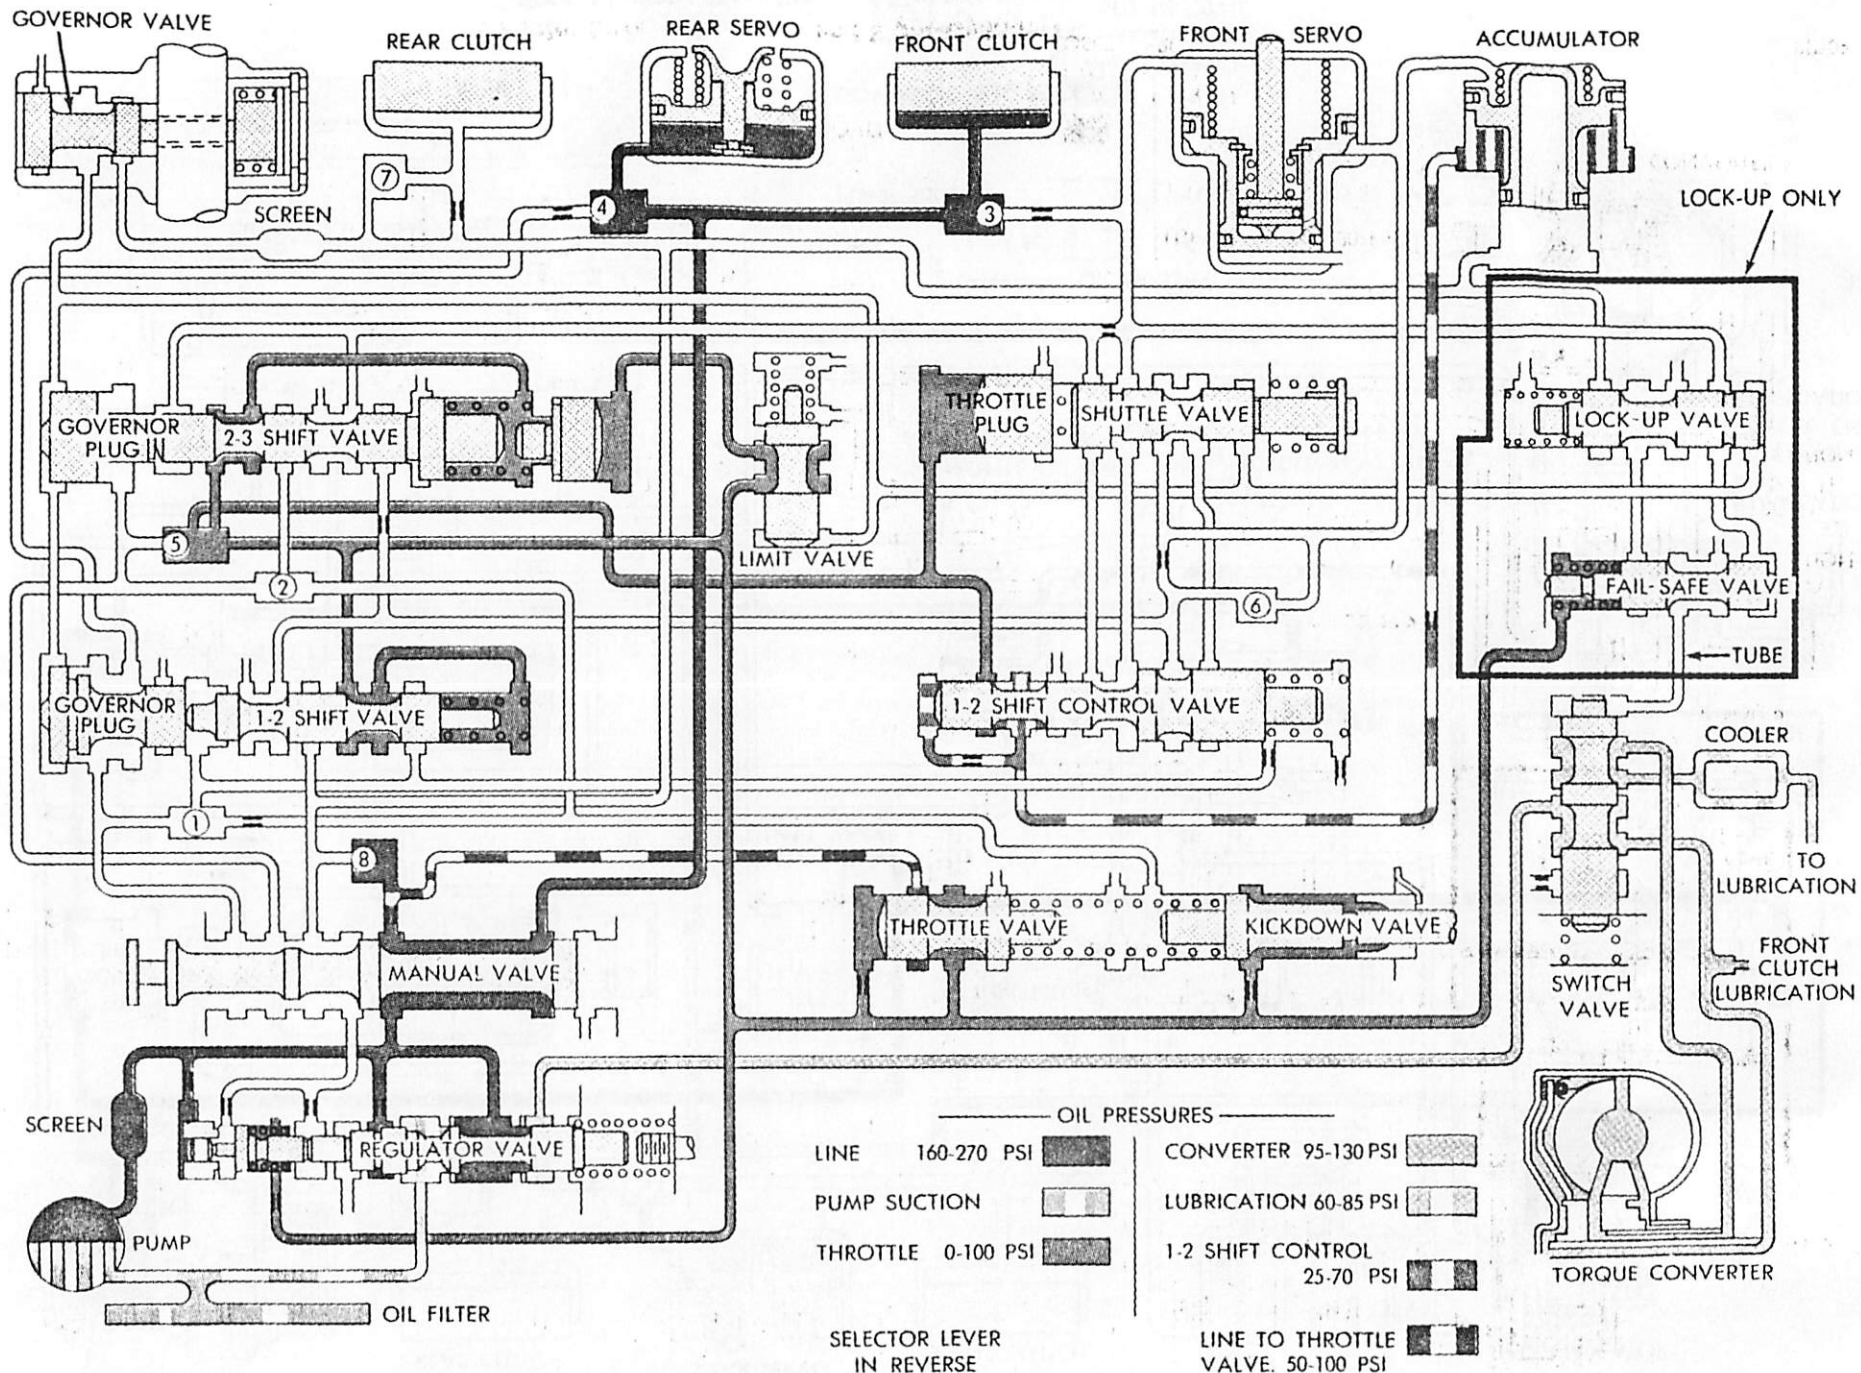 GOVERNOR VALVE
REAR CLUTCH
REAR SERVO
FRONT CLUTCH
FRONT SERVO
ACCUMULATOR
LOCK-UP ONLY
SCREEN
7
4
3
GOVERNOR
PLUG
2-3 SHIFT VALVE
THROTTLE
PLUG
SHUTTLE VALVE
LOCK-UP VALVE
5
LIMIT VALVE
2
6
FAIL-SAFE VALVE
TUBE
GOVERNOR
PLUG
1-2 SHIFT VALVE
1-2 SHIFT CONTROL VALVE
COOLER
1
8
TO
LUBRICATION
THROTTLE VALVE
KICKDOWN VALVE
MANUAL VALVE
SWITCH
VALVE
FRONT
CLUTCH
LUBRICATION
SCREEN
REGULATOR VALVE
PUMP
OIL FILTER
OIL PRESSURES
LINE 160-270 PSI
PUMP SUCTION
THROTTLE 0-100 PSI
CONVERTER 95-130 PSI
LUBRICATION 60-85 PSI
1-2 SHIFT CONTROL
25-70 PSI
LINE TO THROTTLE
VALVE. 50-100 PSI
SELECTOR LEVER
IN REVERSE
TORQUE CONVERTER